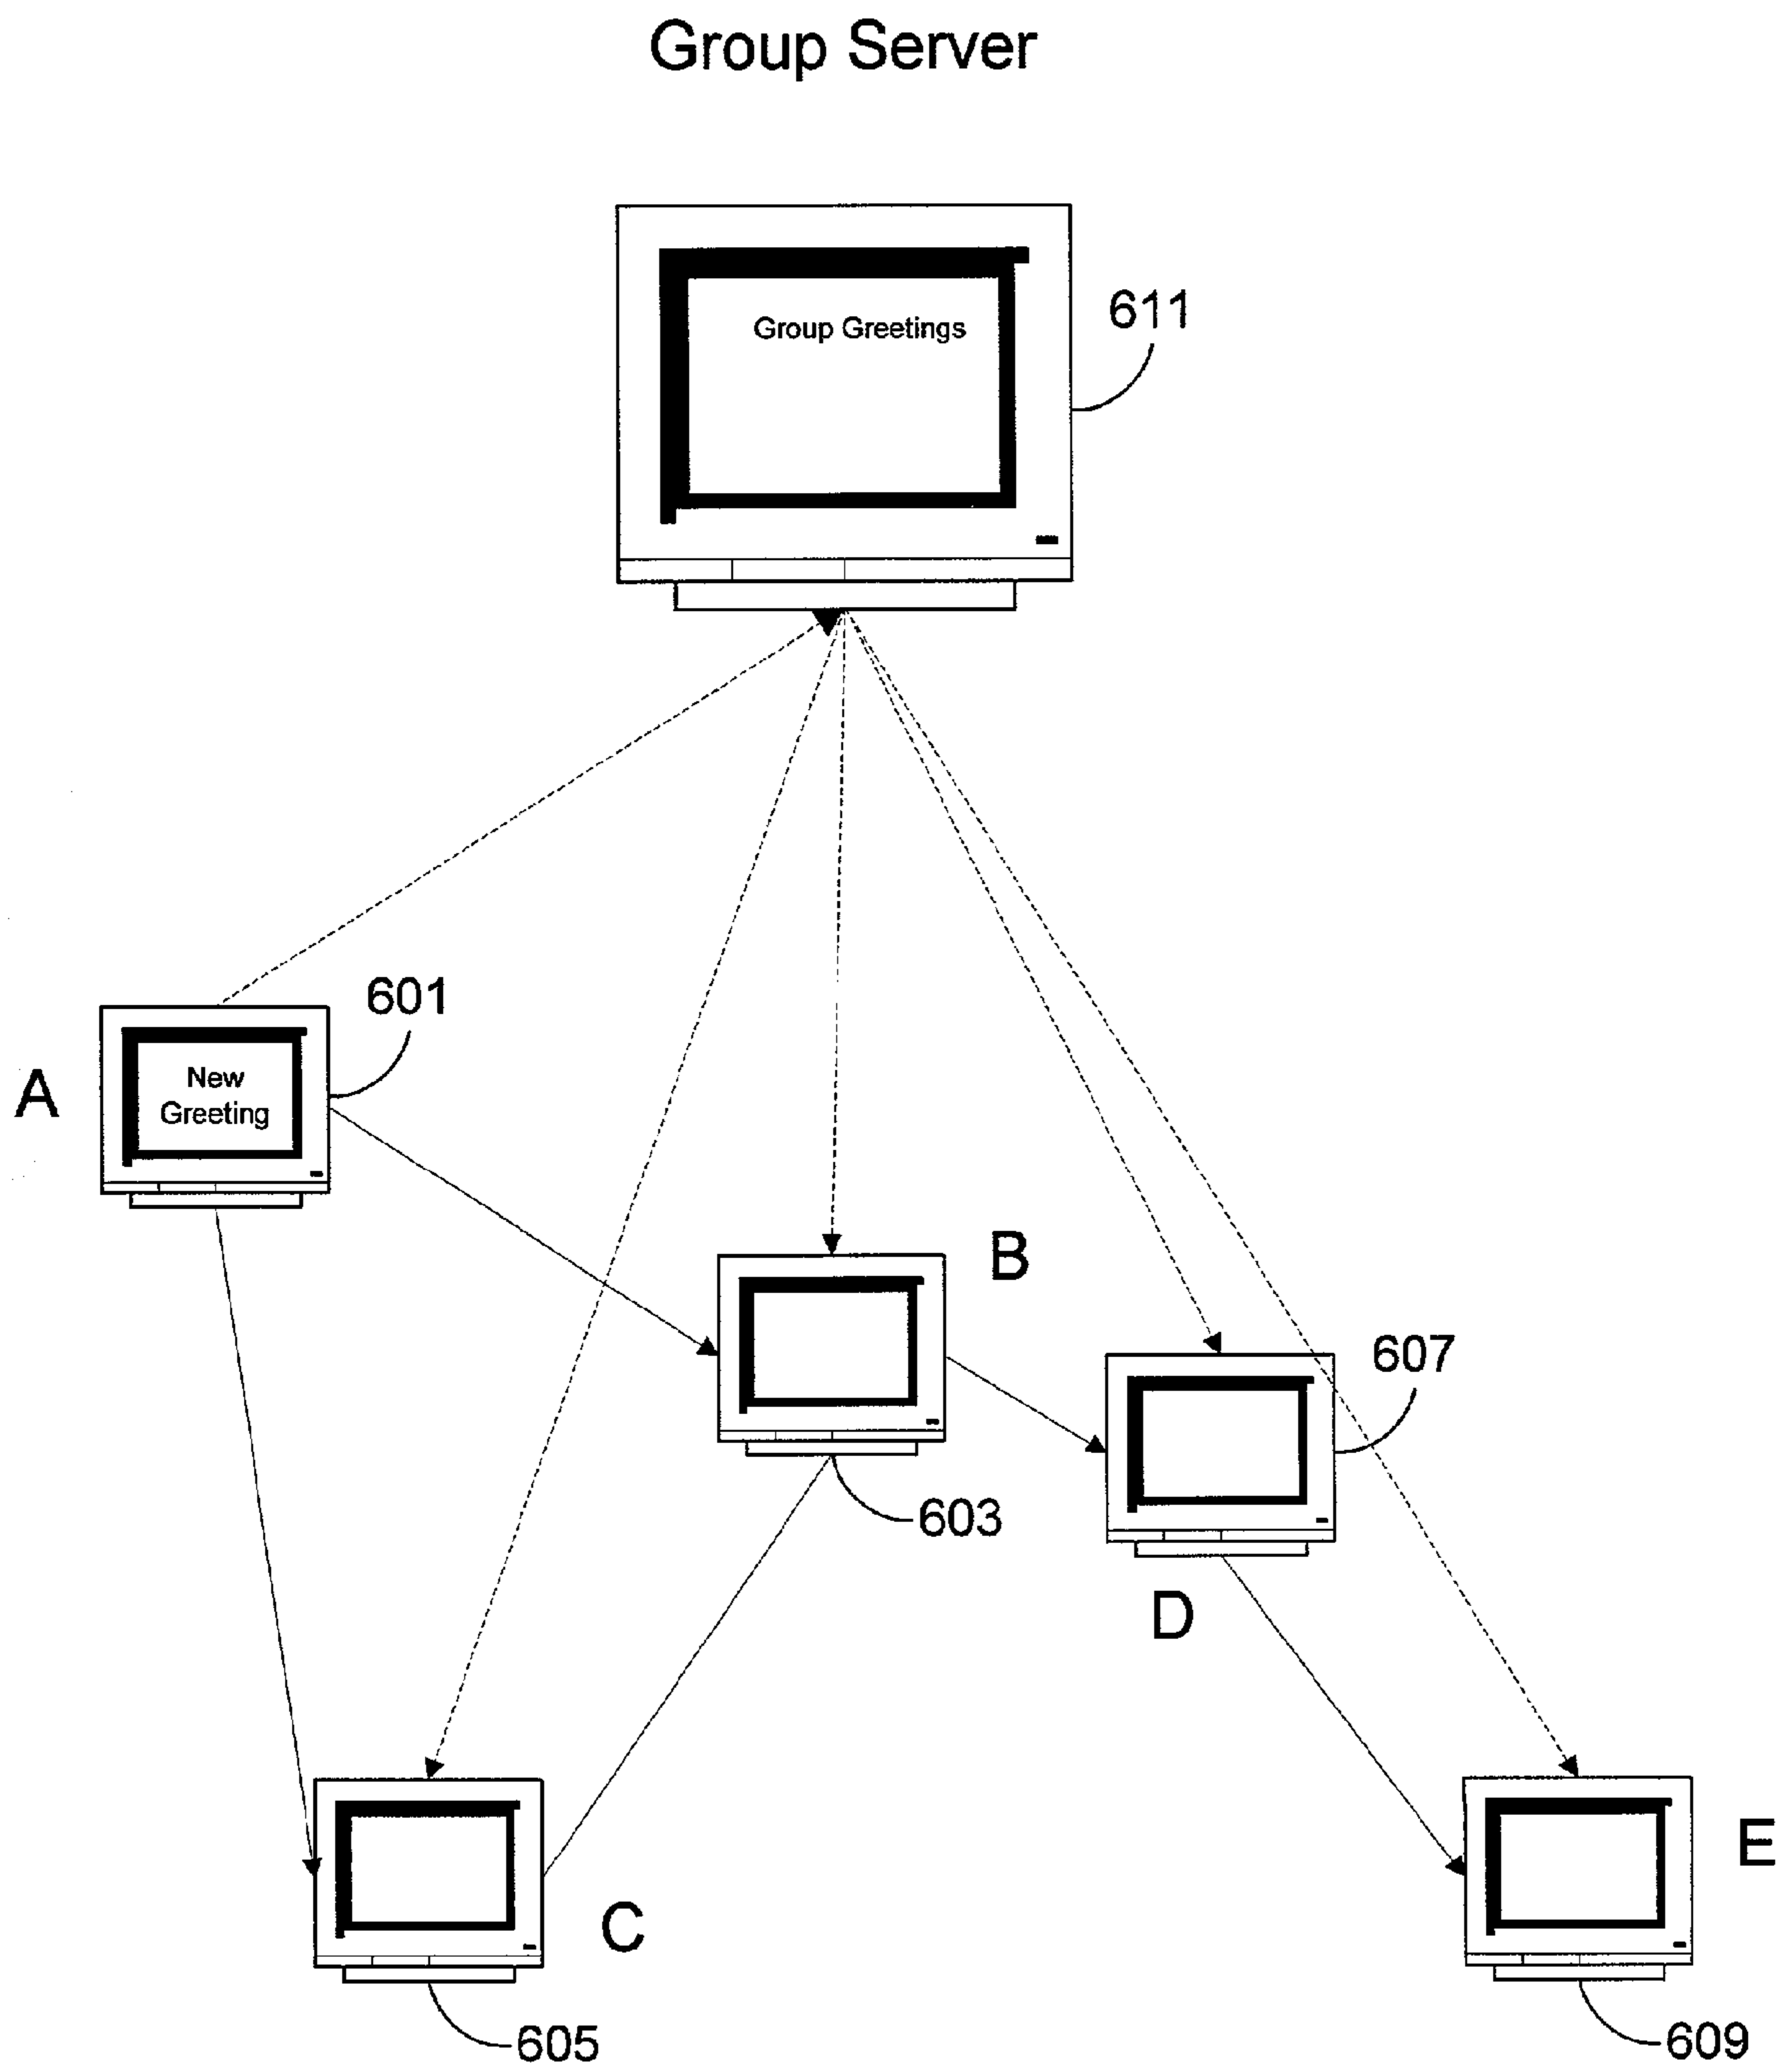 Group Server
Group Greetings
611
601
A
New
Greeting
B
607
603
D
E
C
605
609